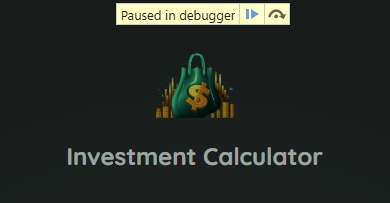 Paused in debugger
$
Investment Calculator